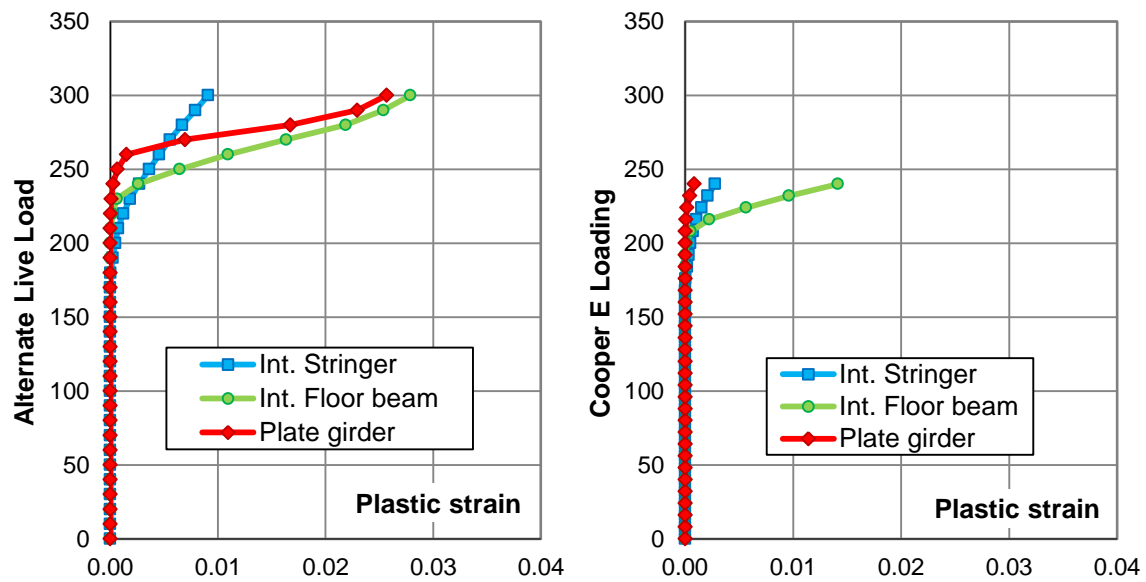 350
300
250
200
150
100
50
0
Alternate Live Load
Int. Stringer
Int. Floor beam
Plate girder
Plastic strain
0.00 0.01 0.02 0.03 0.04
350
300
250
200
150
100
50
0
Cooper E Loading
Int. Stringer
Int. Floor beam
Plate girder
Plastic strain
0.00 0.01 0.02 0.03 0.04